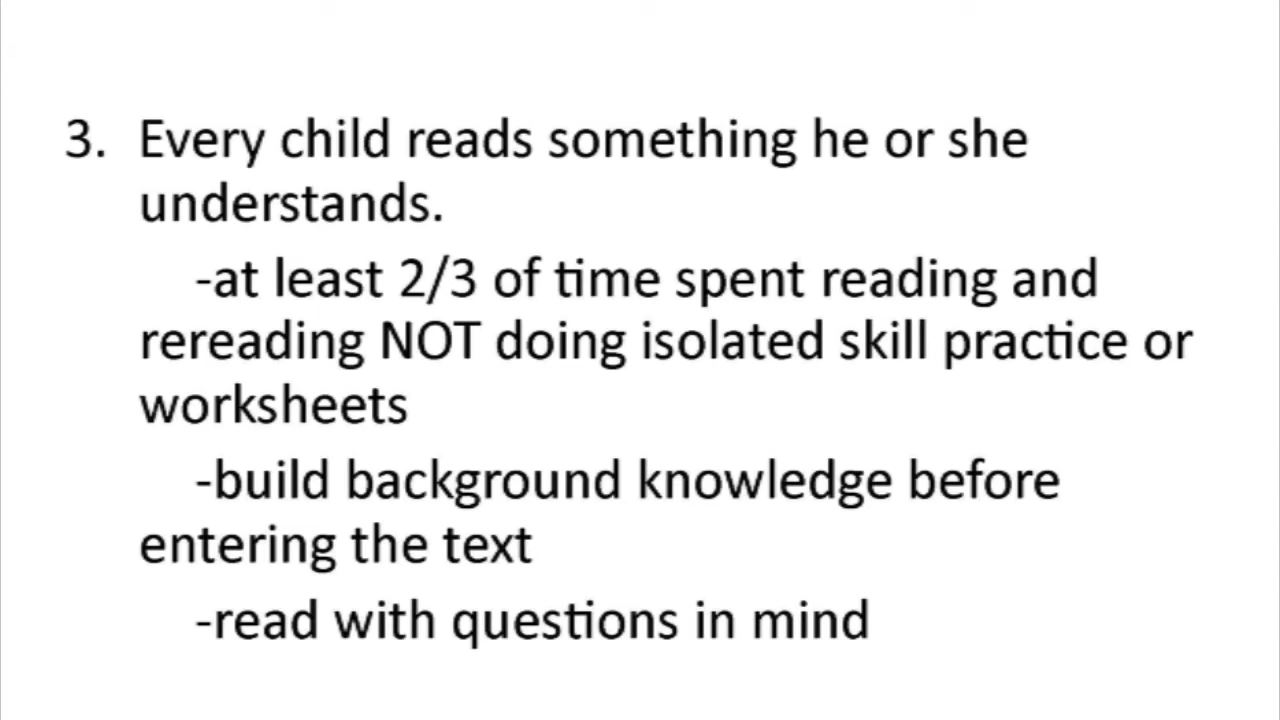 3. Every child reads something he or she
understands.
-at least 2/3 of time spent reading and
rereading NOT doing isolated skill practice or
worksheets
-build background knowledge before
entering the text
-read with questions in mind